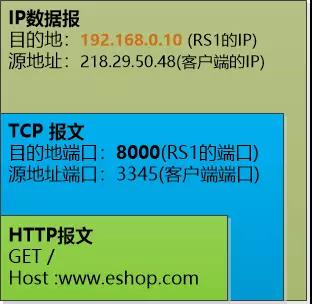 IP数据报
目的地：192.168.0.10 (RS1的IP)
源地址：218.29.50.48(客户端的IP)
TCP 报文
目的地端口：8000(RS1的端口)
源地址端口：3345(客户端端口)
HTTP报文
GET /
Host :www.eshop.com